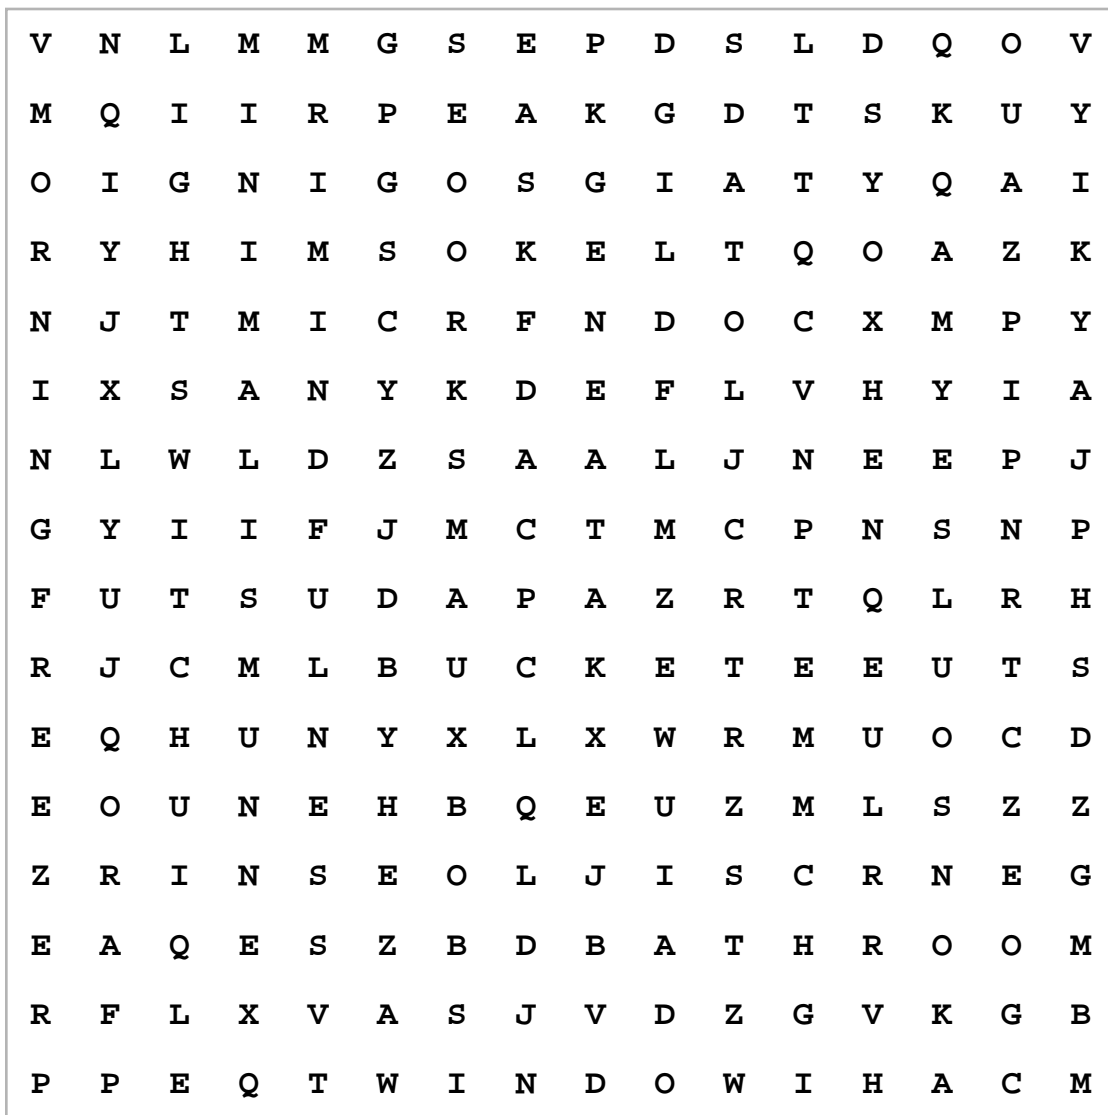 V N L M M G S E P D S L D Q O V
M Q I I R P E A K G D T S K U Y
O I G N I G O S G I A T Y Q A I
R Y H I M S O K E L T Q O A Z K
N J T M I C R F N D O C X M P Y
I X S A N Y K D E F L V H Y I A
N L W L D Z S A A L J N E E P J
G Y I I F J M C T M C P N S N P
F U T S U D A P A Z R T Q L R H
R J C M L B U C K E T E E U T S
E Q H U N Y X L X W R M U O C D
E O U N E H B Q E U Z M L S Z Z
Z R I N S E O L J I S C R N E G
E A Q E S Z B D B A T H R O O M
R F L X V A S J V D Z G V K G B
P P E Q T W I N D O W I H A C M